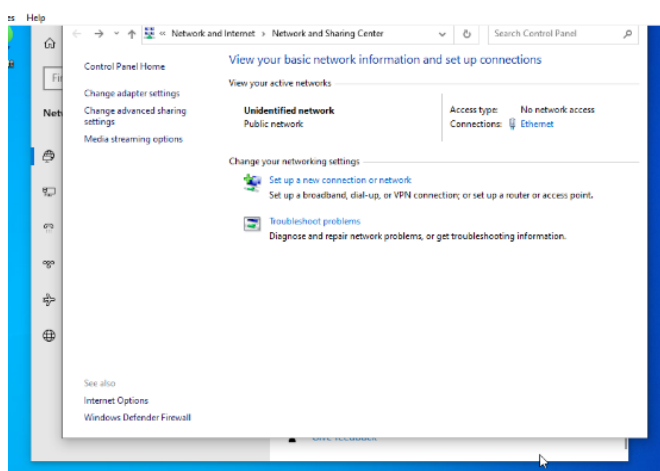 es Help
Network and Internet > Network and Sharing Center
Search Control Panel
Fi
Net
Control Panel Home
Change adapter settings
Change advanced sharing
settings
Media streaming options
See also
Internet Options
Windows Defender Firewall
View your basic network information and set up connections
View your active networks
Unidentified network
Public network
Access type: No network access
Connections: Ethernet
Change your networking settings
Set up a new connection or network
Set up a broadband, dial-up, or VPN connection; or set up a router or access point.
Troubleshoot problems
Diagnose and repair network problems, or get troubleshooting information.
Give feedback